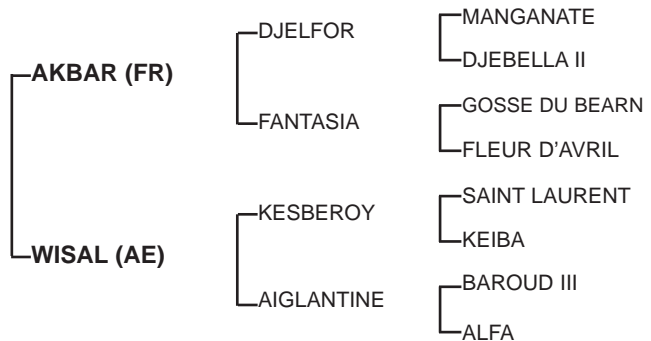 MANGANATE
DJELFOR
DJEBELLA II
AKBAR (FR)
GOSSE DU BEARN
FANTASIA
FLEUR D'AVRIL
SAINT LAURENT
KESBEROY
KEIBA
WISAL (AE)
BAROUD III
AIGLANTINE
ALFA